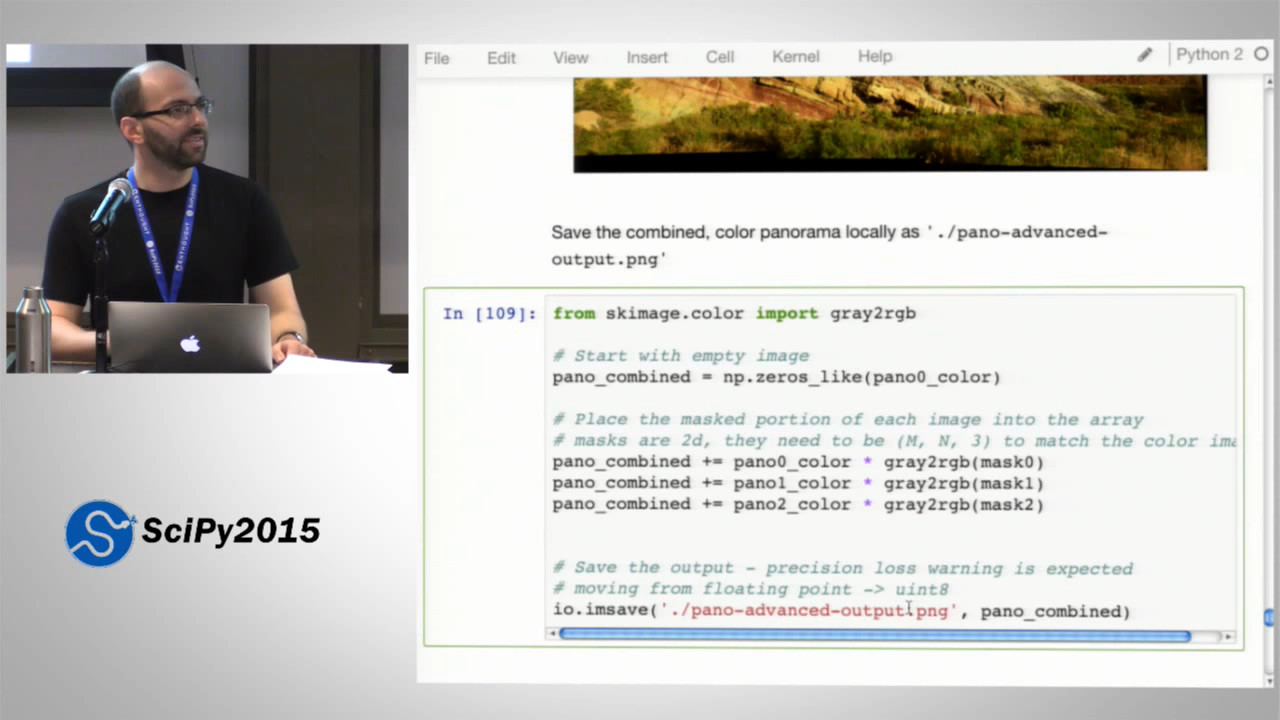 File Edit View Insert Cell Kernel Help Python 2
Save the combined, color panorama locally as './pano-advanced-
output.png'
In [109]: from skimage.color import gray2rgb
# Start with empty image
pano_combined = np.zeros_like(pano0_color)
# Place the masked portion of each image into the array
# masks are 2d, they need to be (M, N, 3) to match the color
pano_combined += pano0_color * gray2rgb(mask0)
pano_combined += pano1_color * gray2rgb(mask1)
pano_combined += pano2_color * gray2rgb(mask2)
# Save the output - precision loss warning is expected
# moving from floating point -> uint8
io.imsave('./pano-advanced-output.png', pano_combined)
SciPy2015
ENTHOUGHT
ENTHOUGHT